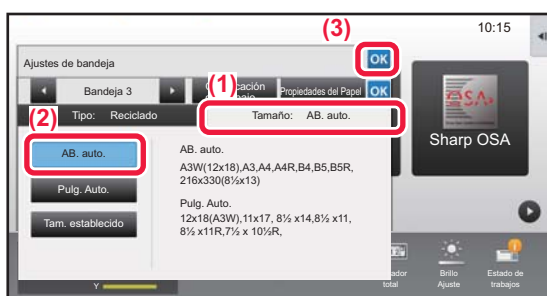 (3)
10:15
Ajustes de bandeja
OK
Bandeja 3
(1)
Propiedades del Papel
OK
(2)
Tipo: Reciclado
Tamaño: AB. auto.
AB. auto.
Pulg. Auto.
Tam. establecido
AB. auto.
A3W(12x18),A3,A4,A4R,B4,B5,B5R,
216x330(8½x13)
Pulg. Auto.
12x18(A3W),11x17, 8½ x14,8½ x11,
8½ x11R,7½ x 10½R,
OSA
Sharp OSA
Y
total
Brillo
Ajuste
Estado de
trabajos